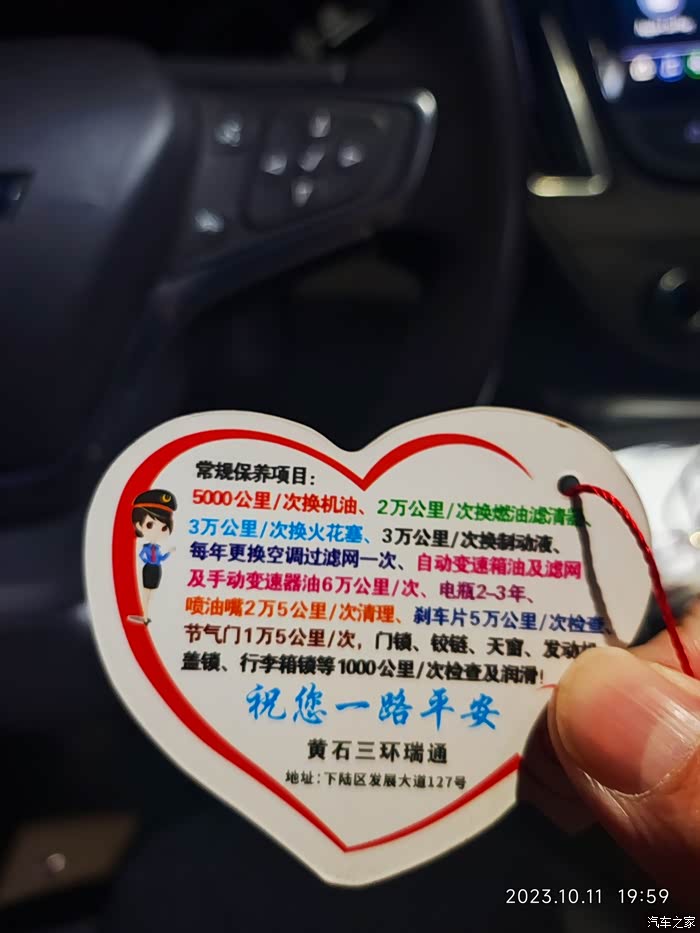 常规保养项目：
5000公里/次换机油、2万公里/次换燃油滤清器、
3万公里/次换火花塞、3万公里/次换制动液、
每年更换空调过滤网一次、自动变速箱油及滤网
及手动变速器油6万公里/次、电瓶2-3年、
喷油嘴2万5公里/次清理、刹车片5万公里/次检查、
节气门1万5公里/次，门锁、铰链、天窗、发动机
盖锁、行李箱锁等1000公里/次检查及润滑！
祝您一路平安
黄石三环瑞通
地址：下陆区发展大道127号
2023.10.11 19:59
汽车之家